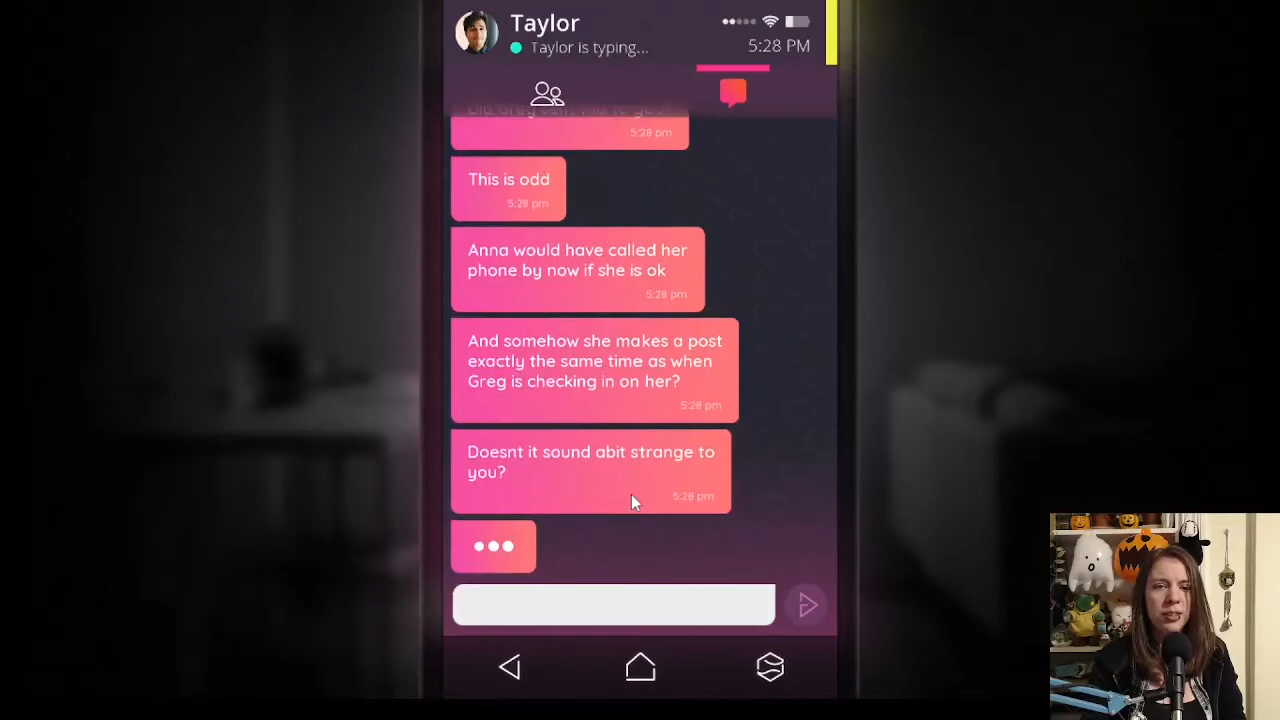 Taylor
Taylor is typing...
5:28 PM
5:28 pm
This is odd
5:28 pm
Anna would have called her
phone by now if she is ok
5:28 pm
And somehow she makes a post
exactly the same time as when
Greg is checking in on her?
5:28 pm
Doesnt it sound abit strange to
you?
5:28 pm